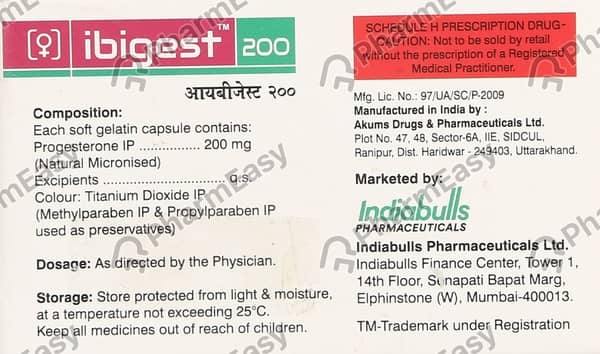 ibigest™ 200
आयबीजेस्ट २००
Composition:
Each soft gelatin capsule contains:
Progesterone IP ............... 200 mg
(Natural Micronised)
Excipients .............................. q.s.
Colour: Titanium Dioxide IP
(Methylparaben IP & Propylparaben IP
used as preservatives)
Dosage: As directed by the Physician.
Storage: Store protected from light & moisture,
at a temperature not exceeding 25°C.
Keep all medicines out of reach of children.
SCHEDULE H PRESCRIPTION DRUG-
CAUTION: Not to be sold by retail
without the prescription of a Registered
Medical Practitioner.
Mfg. Lic. No.: 97/UA/SC/P-2009
Manufactured in India by :
Akums Drugs & Pharmaceuticals Ltd.
Plot No. 47, 48, Sector-6A, IIE, SIDCUL,
Ranipur, Dist. Haridwar - 249403, Uttarakhand.
Marketed by:
Indiabulls
PHARMACEUTICALS
Indiabulls Pharmaceuticals Ltd.
Indiabulls Finance Center, Tower 1,
14th Floor, Sunapati Bapat Marg,
Elphinstone (W), Mumbai-400013.
TM-Trademark under Registration
PharmEasy